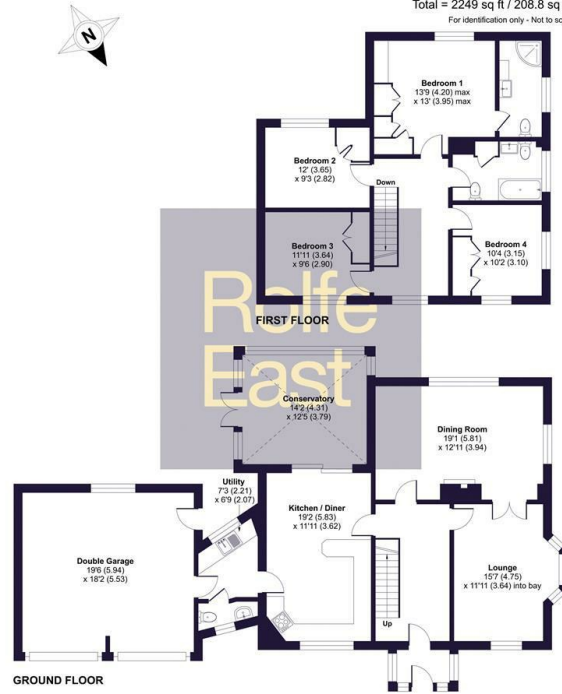 Total = 2249 sq ft / 208.8 sq
For identification only - Not to sc
N
Bedroom 1
13'9 (4.20) max
x 13' (3.95) max
Bedroom 2
12' (3.65)
x 9'3 (2.82)
Down
Bedroom 3
11'11 (3.64)
x 9'6 (2.90)
Bedroom 4
10'4 (3.15)
x 10'2 (3.10)
Rolfe
East
FIRST FLOOR
Conservatory
14'2 (4.31)
x 12'5 (3.79)
Dining Room
19'1 (5.81)
x 12'11 (3.94)
Utility
7'3 (2.21)
x 6'9 (2.07)
Kitchen / Diner
19'2 (5.83)
x 11'11 (3.62)
Double Garage
19'6 (5.94)
x 18'2 (5.53)
Lounge
15'7 (4.75)
x 11'11 (3.64) into bay
Up
GROUND FLOOR